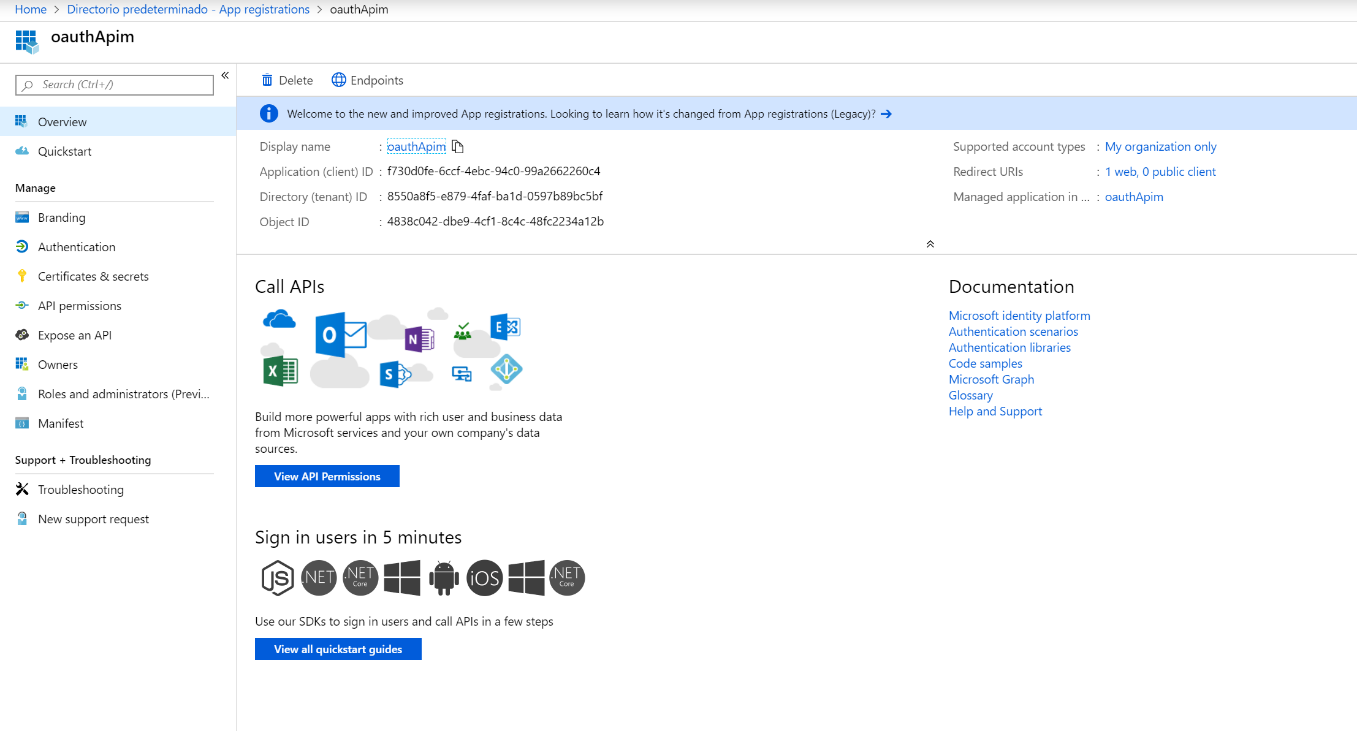 Home > Directorio predeterminado - App registrations > oauthApim
oauthApim
Search (Ctrl+/)
«
Overview
Quickstart
Manage
Branding
Authentication
Certificates & secrets
API permissions
Expose an API
Owners
Roles and administrators (Previ...
Manifest
Support + Troubleshooting
Troubleshooting
New support request
Delete
Endpoints
Welcome to the new and improved App registrations. Looking to learn how it's changed from App registrations (Legacy)? →
Display name : oauthApim
Application (client) ID : f730d0fe-6ccf-4ebc-94c0-99a2662260c4
Directory (tenant) ID : 8550a8f5-e879-4faf-ba1d-0597b89bc5bf
Object ID : 4838c042-dbe9-4cf1-8c4c-48fc2234a12b
Supported account types : My organization only
Redirect URIs : 1 web, 0 public client
Managed application in ... : oauthApim
Call APIs
Build more powerful apps with rich user and business data
from Microsoft services and your own company's data
sources.
View API Permissions
Sign in users in 5 minutes
JS .NET .NET Core iOS .NET Core
Use our SDKs to sign in users and call APIs in a few steps
View all quickstart guides
Documentation
Microsoft identity platform
Authentication scenarios
Authentication libraries
Code samples
Microsoft Graph
Glossary
Help and Support